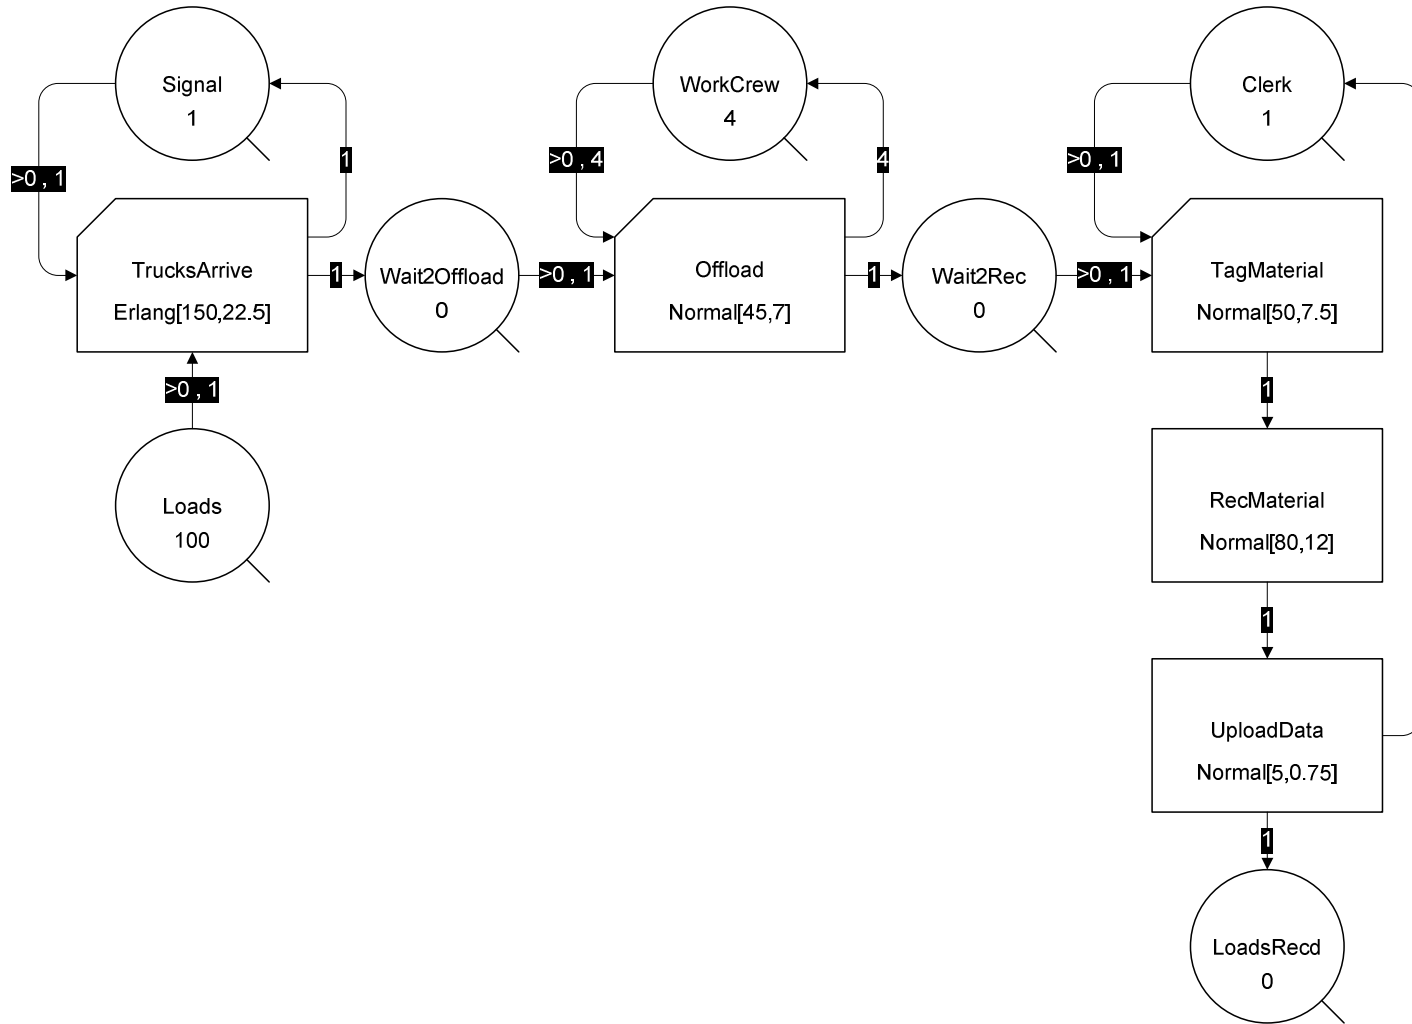 Signal
1
WorkCrew
4
Clerk
1
>0 , 1
1
>0 , 4
4
>0 , 1
TrucksArrive
Erlang[150,22.5]
1
Wait2Offload
0
>0 , 1
Offload
Normal[45,7]
1
Wait2Rec
0
>0 , 1
TagMaterial
Normal[50,7.5]
>0 , 1
1
Loads
100
RecMaterial
Normal[80,12]
1
UploadData
Normal[5,0.75]
1
LoadsRecd
0